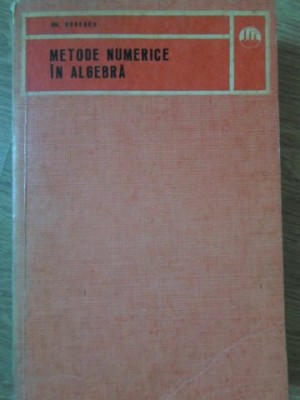 METODE NUMERICE
ÎN ALGEBRĂ